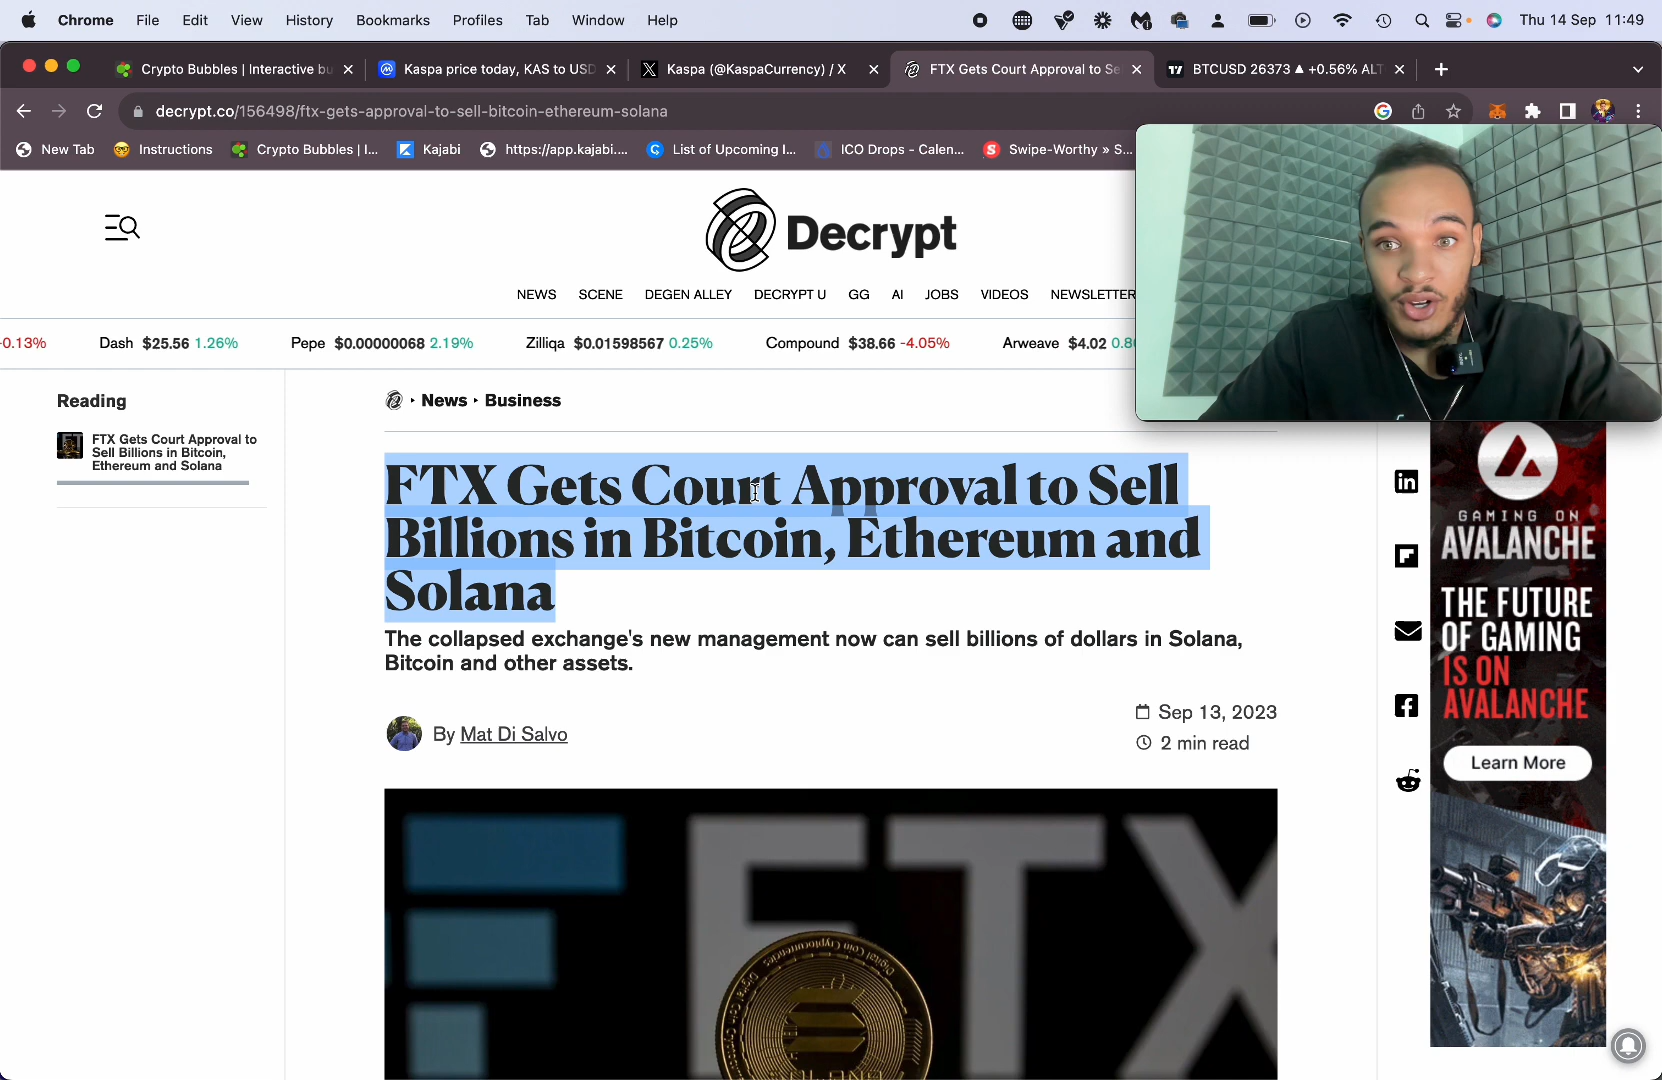 Chrome File Edit View History Bookmarks Profiles Tab Window Help Thu 14 Sep 11:49
Crypto Bubbles | Interactive bu Kaspa price today, KAS to USD Kaspa (@KaspaCurrency) / X FTX Gets Court Approval to Se BTCUSD 26373 ▲ +0.56% ALT
decrypt.co/156498/ftx-gets-approval-to-sell-bitcoin-ethereum-solana
New Tab Instructions Crypto Bubbles | I... Kajabi https://app.kajabi.... List of Upcoming I... ICO Drops - Calen... Swipe-Worthy » S...
Decrypt
NEWS SCENE DEGEN ALLEY DECRYPT U GG AI JOBS VIDEOS NEWSLETTER
-0.13% Dash $25.56 1.26% Pepe $0.00000068 2.19% Zilliqa $0.01598567 0.25% Compound $38.66 -4.05% Arweave $4.02
Reading
FTX Gets Court Approval to
Sell Billions in Bitcoin,
Ethereum and Solana
News Business
FTX Gets Court Approval to Sell
Billions in Bitcoin, Ethereum and
Solana
The collapsed exchange's new management now can sell billions of dollars in Solana,
Bitcoin and other assets.
By Mat Di Salvo
Sep 13, 2023
2 min read
FTX
Digital Coin Cryptocurrencies
GAMING ON
AVALANCHE
THE FUTURE
OF GAMING
IS ON
AVALANCHE
Learn More